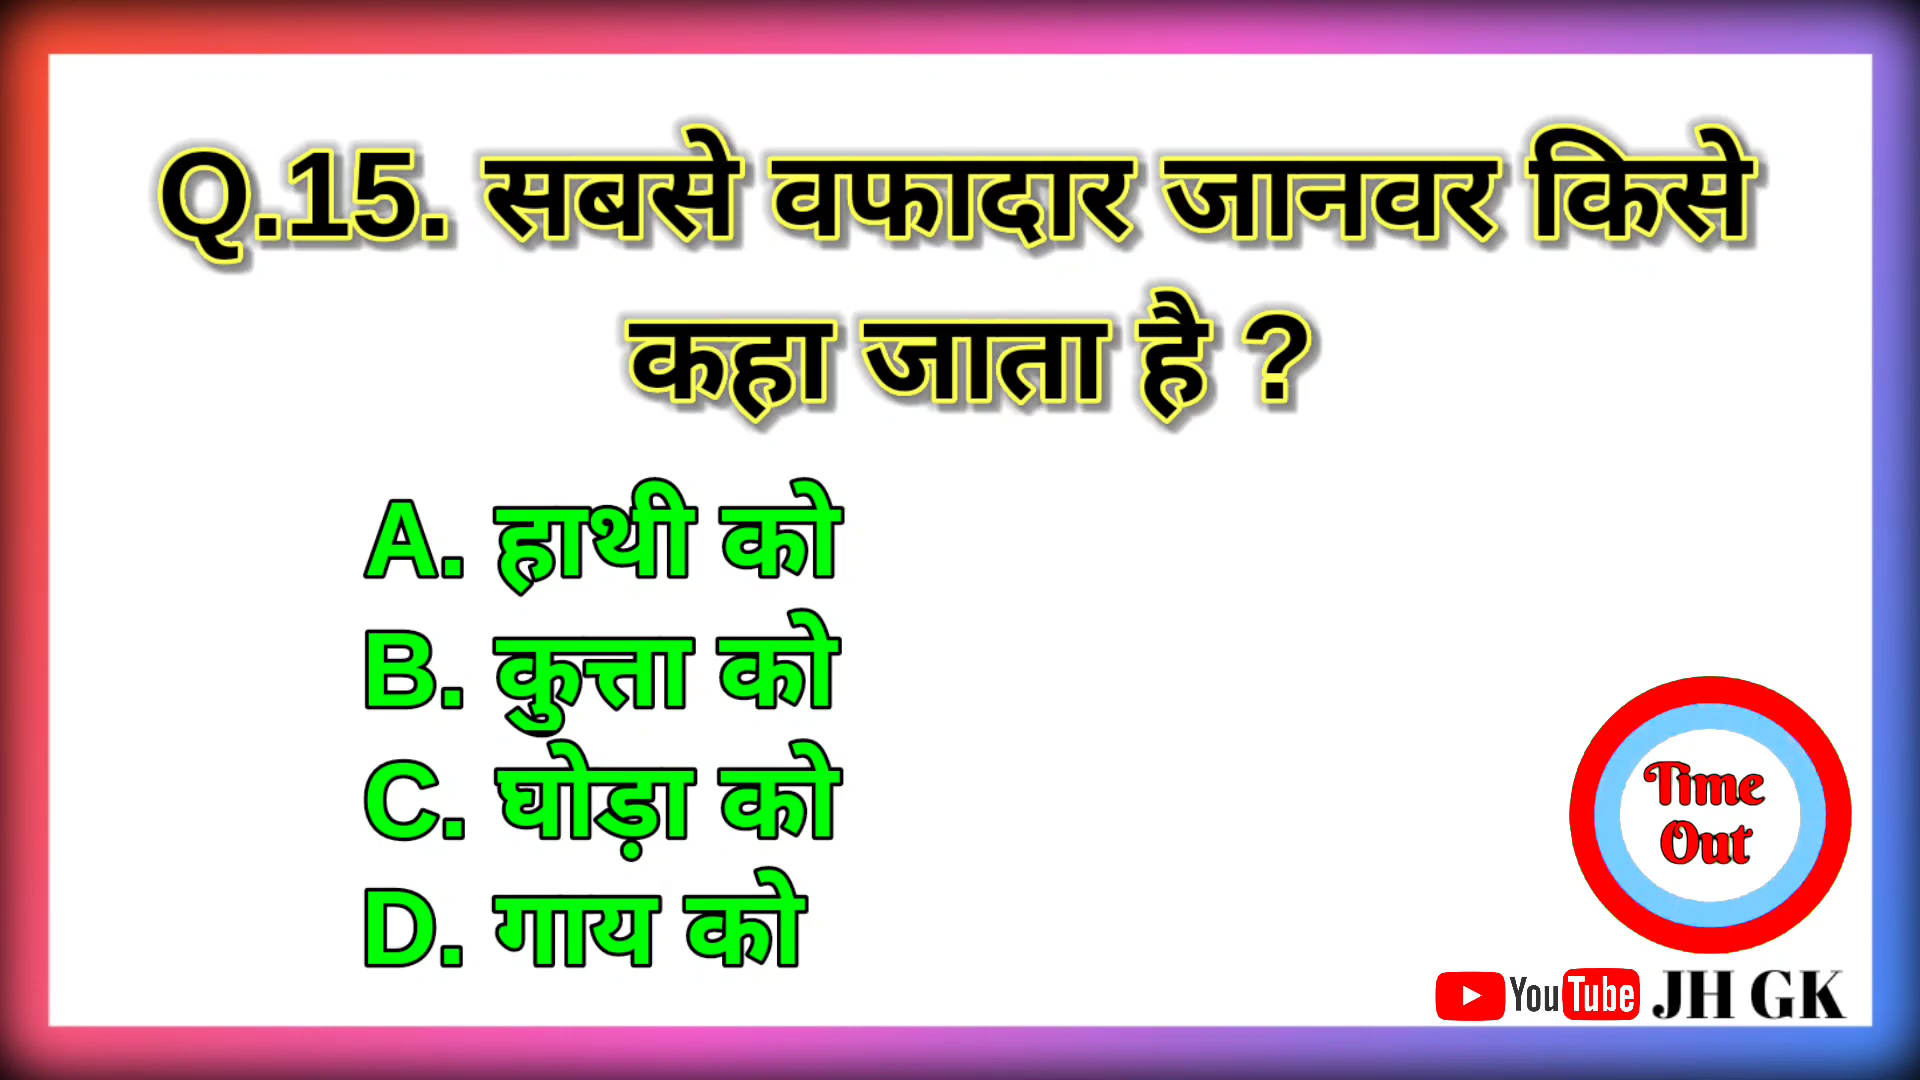 Q.15. सबसे वफादार जानवर किसे
कहा जाता है ?
A. हाथी को
B. कुत्ता को
C. घोड़ा को
D. गाय को
Time
Out
YouTube JH GK